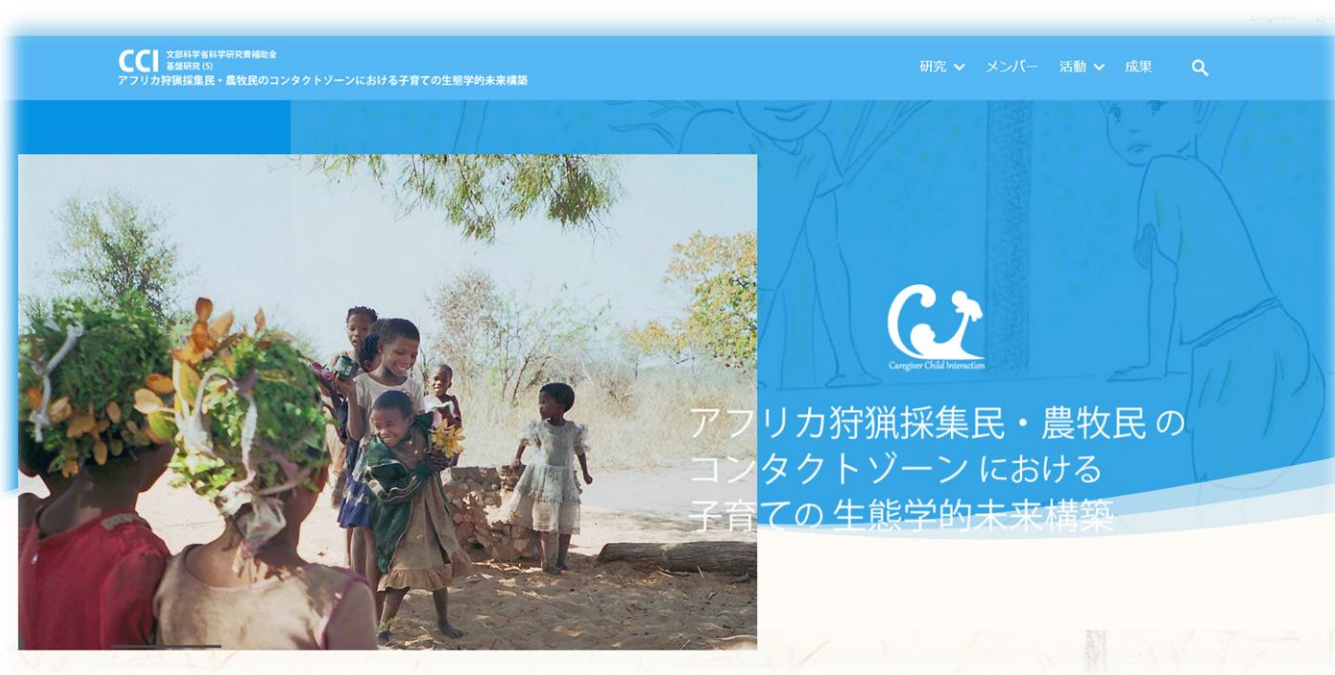 English
CCI 文部科学省科学研究費補助金
基盤研究 (S)
アフリカ狩猟採集民・農牧民のコンタクトゾーンにおける子育ての生態学的未来構築
研究 メンバー 活動 成果
Caregiver Child Interaction
アフリカ狩猟採集民・農牧民 の
コンタクトゾーン における
子育ての 生態学的未来構築